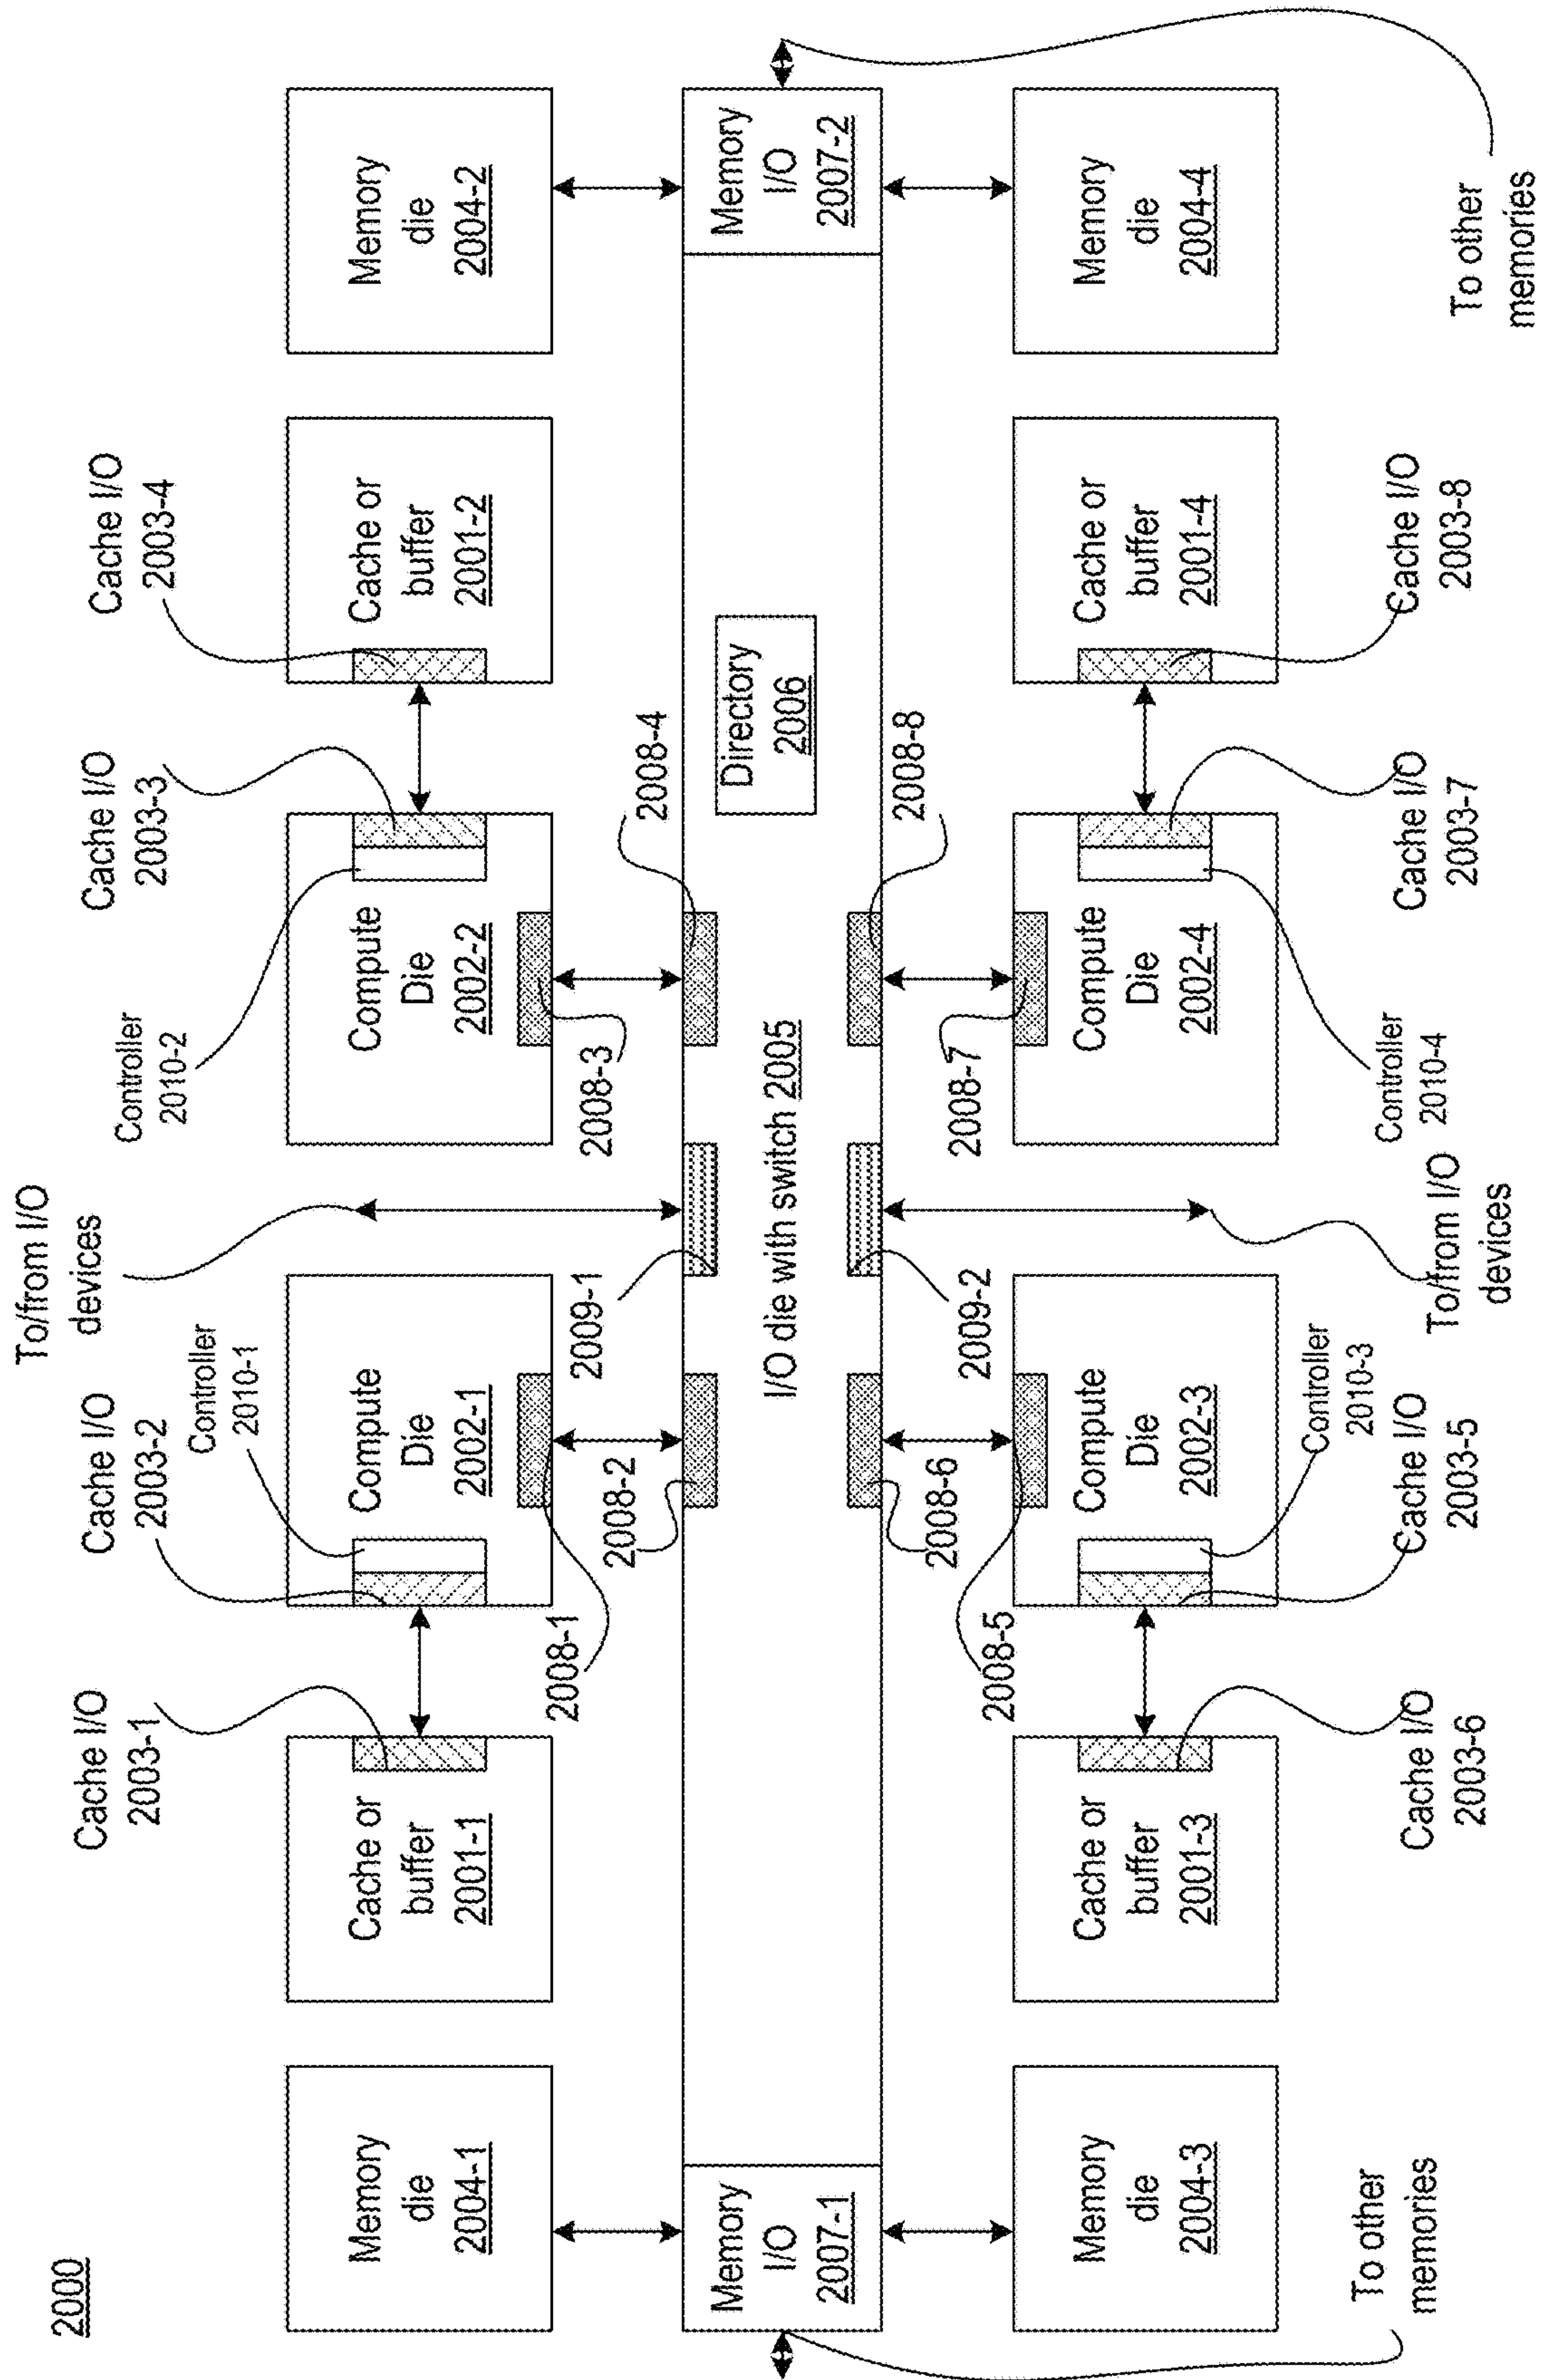 2000
To/from I/O
devices
Cache I/O
2003-1
Cache I/O
2003-2
Controller
2010-1
Controller
2010-2
Cache I/O
2003-3
Cache I/O
2003-4
Memory
die
2004-1
Cache or
buffer
2001-1
Compute
Die
2002-1
Compute
Die
2002-2
Cache or
buffer
2001-2
Memory
die
2004-2
2008-1
2008-2
2009-1
2008-3
2008-4
Memory
I/O
2007-1
I/O die with switch 2005
Directory
2006
Memory
I/O
2007-2
2008-5
2008-6
2009-2
2008-7
2008-8
Memory
die
2004-3
Cache or
buffer
2001-3
Compute
Die
2002-3
Compute
Die
2002-4
Cache or
buffer
2001-4
Memory
die
2004-4
Controller
2010-3
Controller
2010-4
Cache I/O
2003-6
Cache I/O
2003-5
To/from I/O
devices
Cache I/O
2003-7
Cache I/O
2003-8
To other
memories
To other
memories